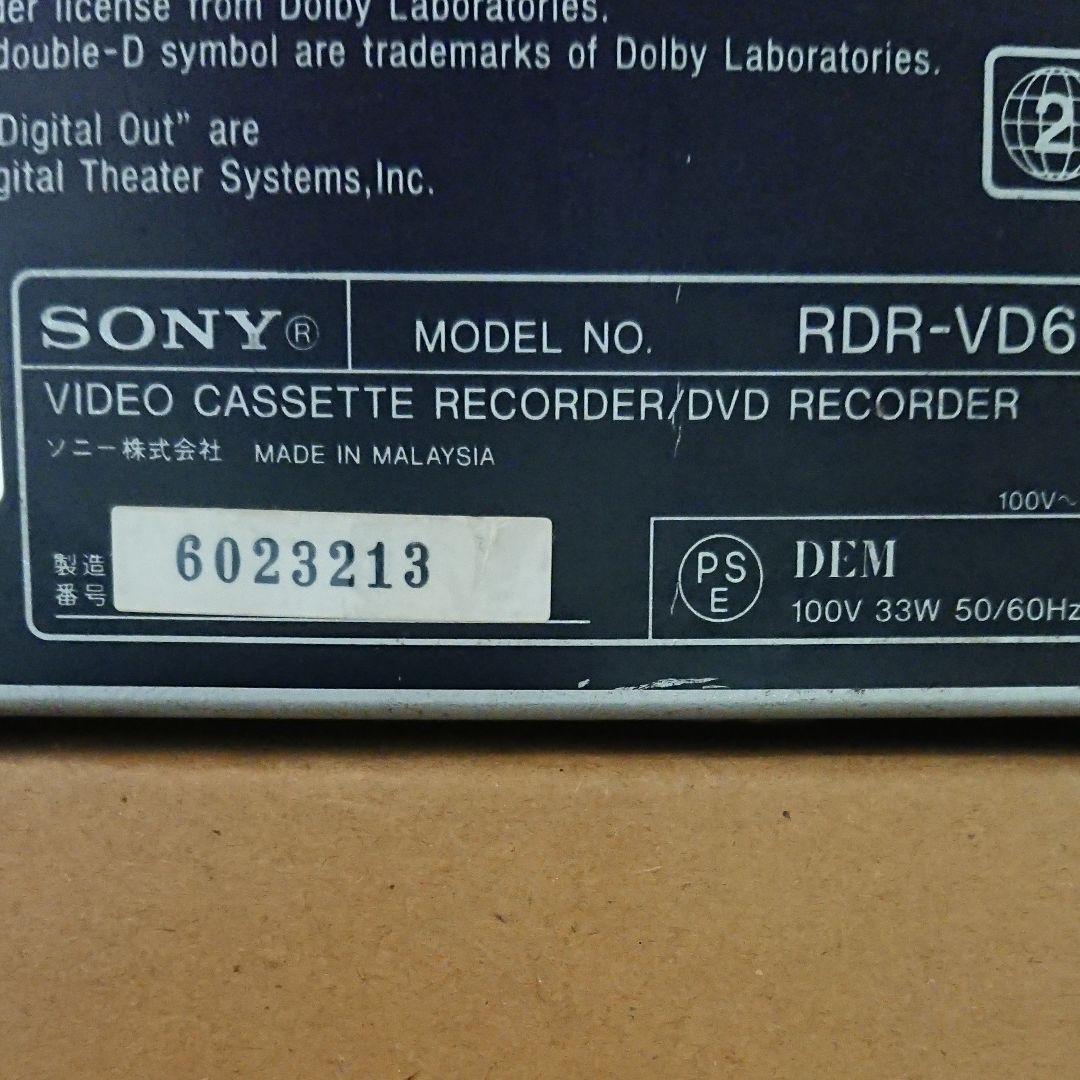 der license from Dolby Laboratories.
double-D symbol are trademarks of Dolby Laboratories.
Digital Out” are
gital Theater Systems,Inc.
2
SONY® MODEL NO. RDR-VD6
VIDEO CASSETTE RECORDER/DVD RECORDER
ソニー株式会社 MADE IN MALAYSIA
100V~
製造
番号
6023213
PS
E
DEM
100V 33W 50/60Hz